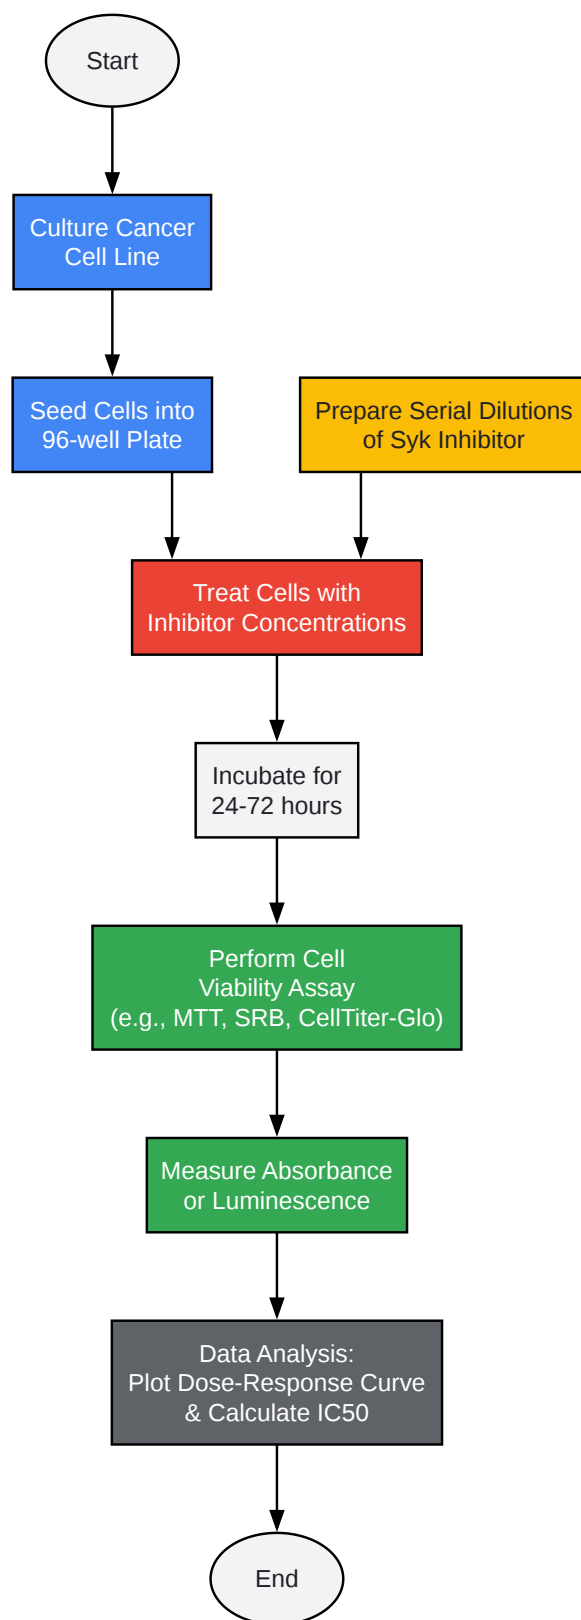 Start
Culture Cancer
Cell Line
Seed Cells into
96-well Plate
Prepare Serial Dilutions
of Syk Inhibitor
Treat Cells with
Inhibitor Concentrations
Incubate for
24-72 hours
Perform Cell
Viability Assay
(e.g., MTT, SRB, CellTiter-Glo)
Measure Absorbance
or Luminescence
Data Analysis:
Plot Dose-Response Curve
& Calculate IC50
End